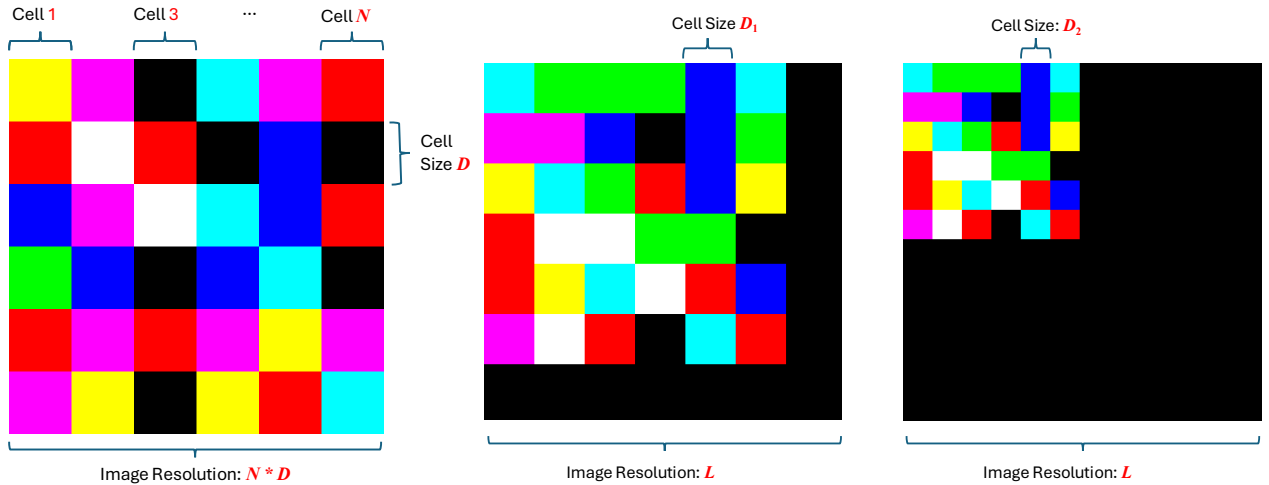 Cell 1
Cell 3
...
Cell N
Cell
Size D
Image Resolution: N * D
Cell Size D₁
Image Resolution: L
Cell Size: D₂
Image Resolution: L